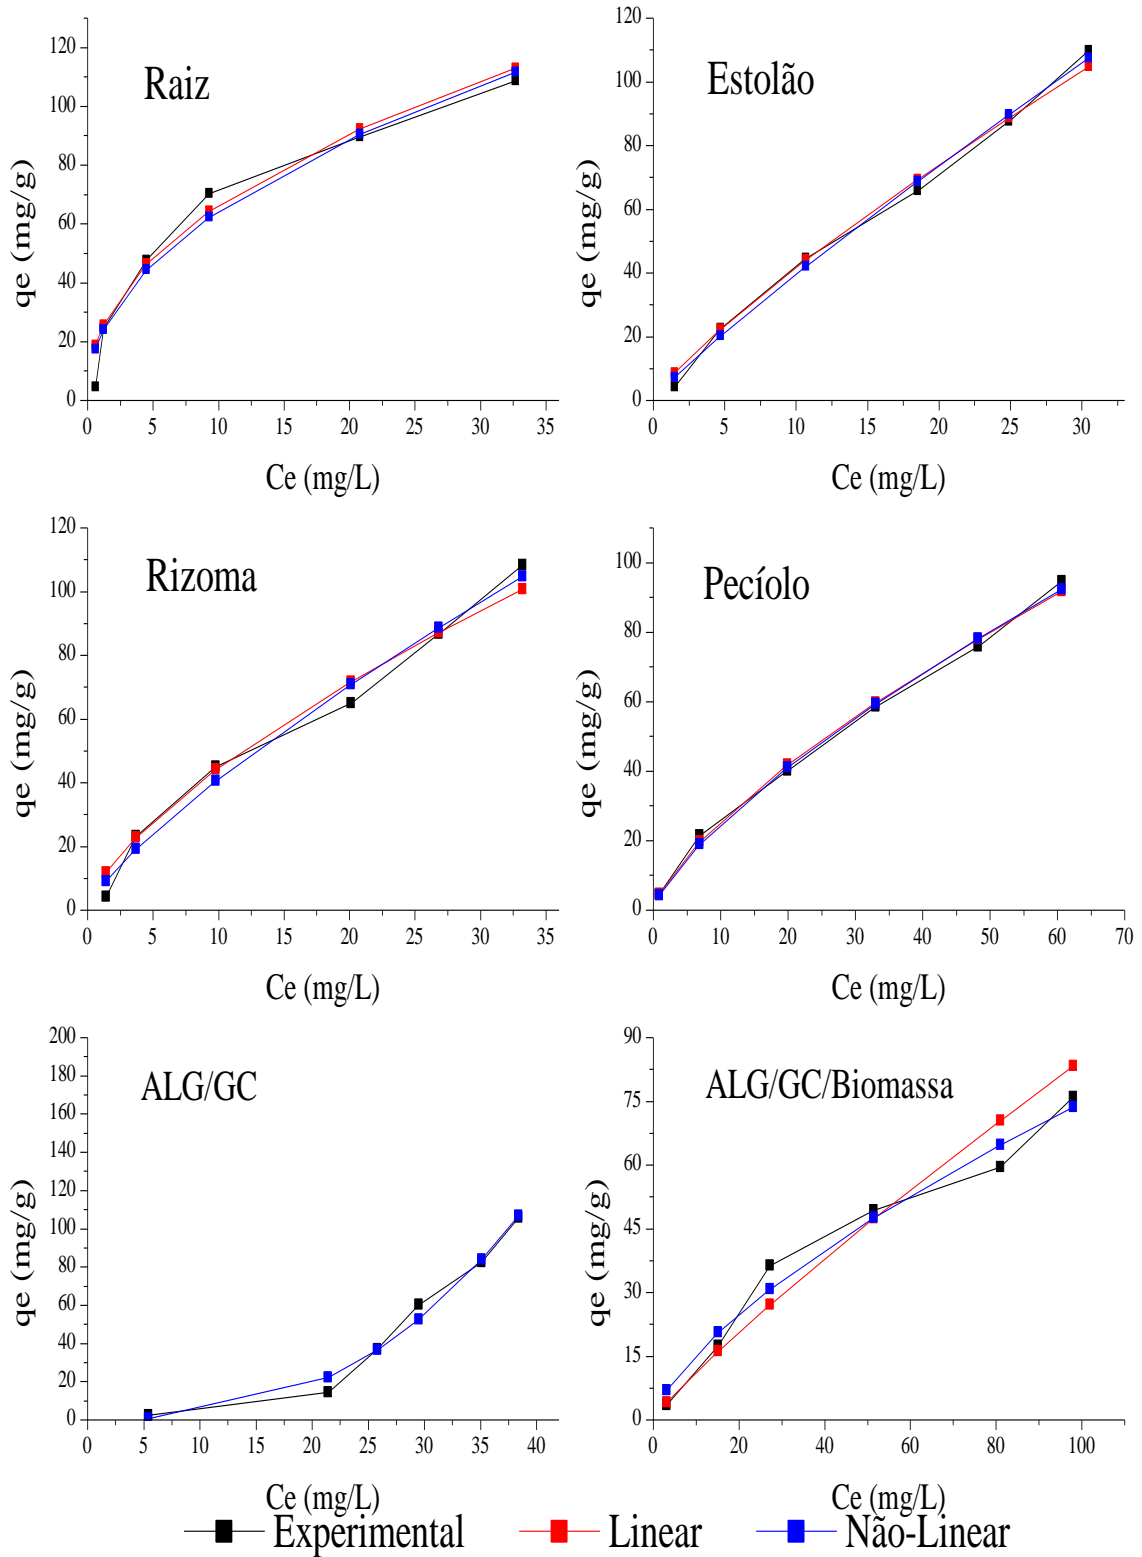 Raiz
120
100
80
60
40
20
0
qe (mg/g)
0 5 10 15 20 25 30 35
Ce (mg/L)
Estolão
120
100
80
60
40
20
0
qe (mg/g)
0 5 10 15 20 25 30
Ce (mg/L)
Rizoma
120
100
80
60
40
20
0
qe (mg/g)
0 5 10 15 20 25 30 35
Ce (mg/L)
Pecíolo
100
80
60
40
20
0
qe (mg/g)
0 10 20 30 40 50 60 70
Ce (mg/L)
ALG/GC
200
180
160
140
120
100
80
60
40
20
0
qe (mg/g)
0 5 10 15 20 25 30 35 40
Ce (mg/L)
ALG/GC/Biomassa
90
75
60
45
30
15
0
qe (mg/g)
0 20 40 60 80 100
Ce (mg/L)
Experimental Linear Não-Linear